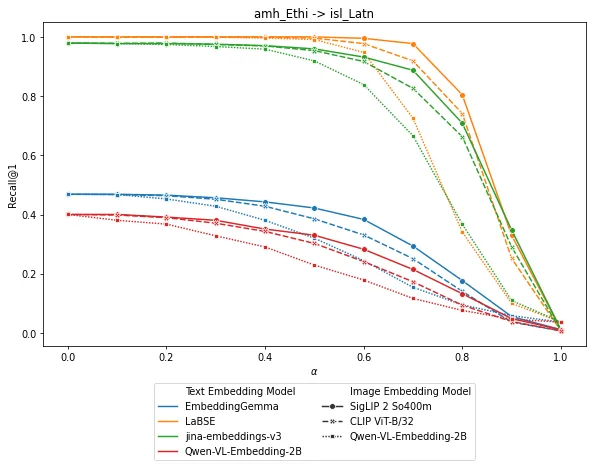 amh_Ethi -> isl_Latn
1.0
0.8
0.6
0.4
0.2
0.0
Recall@1
0.0 0.2 0.4 0.6 0.8 1.0
α
Text Embedding Model Image Embedding Model
EmbeddingGemma SigLIP 2 So400m
LaBSE CLIP ViT-B/32
jina-embeddings-v3 Qwen-VL-Embedding-2B
Qwen-VL-Embedding-2B